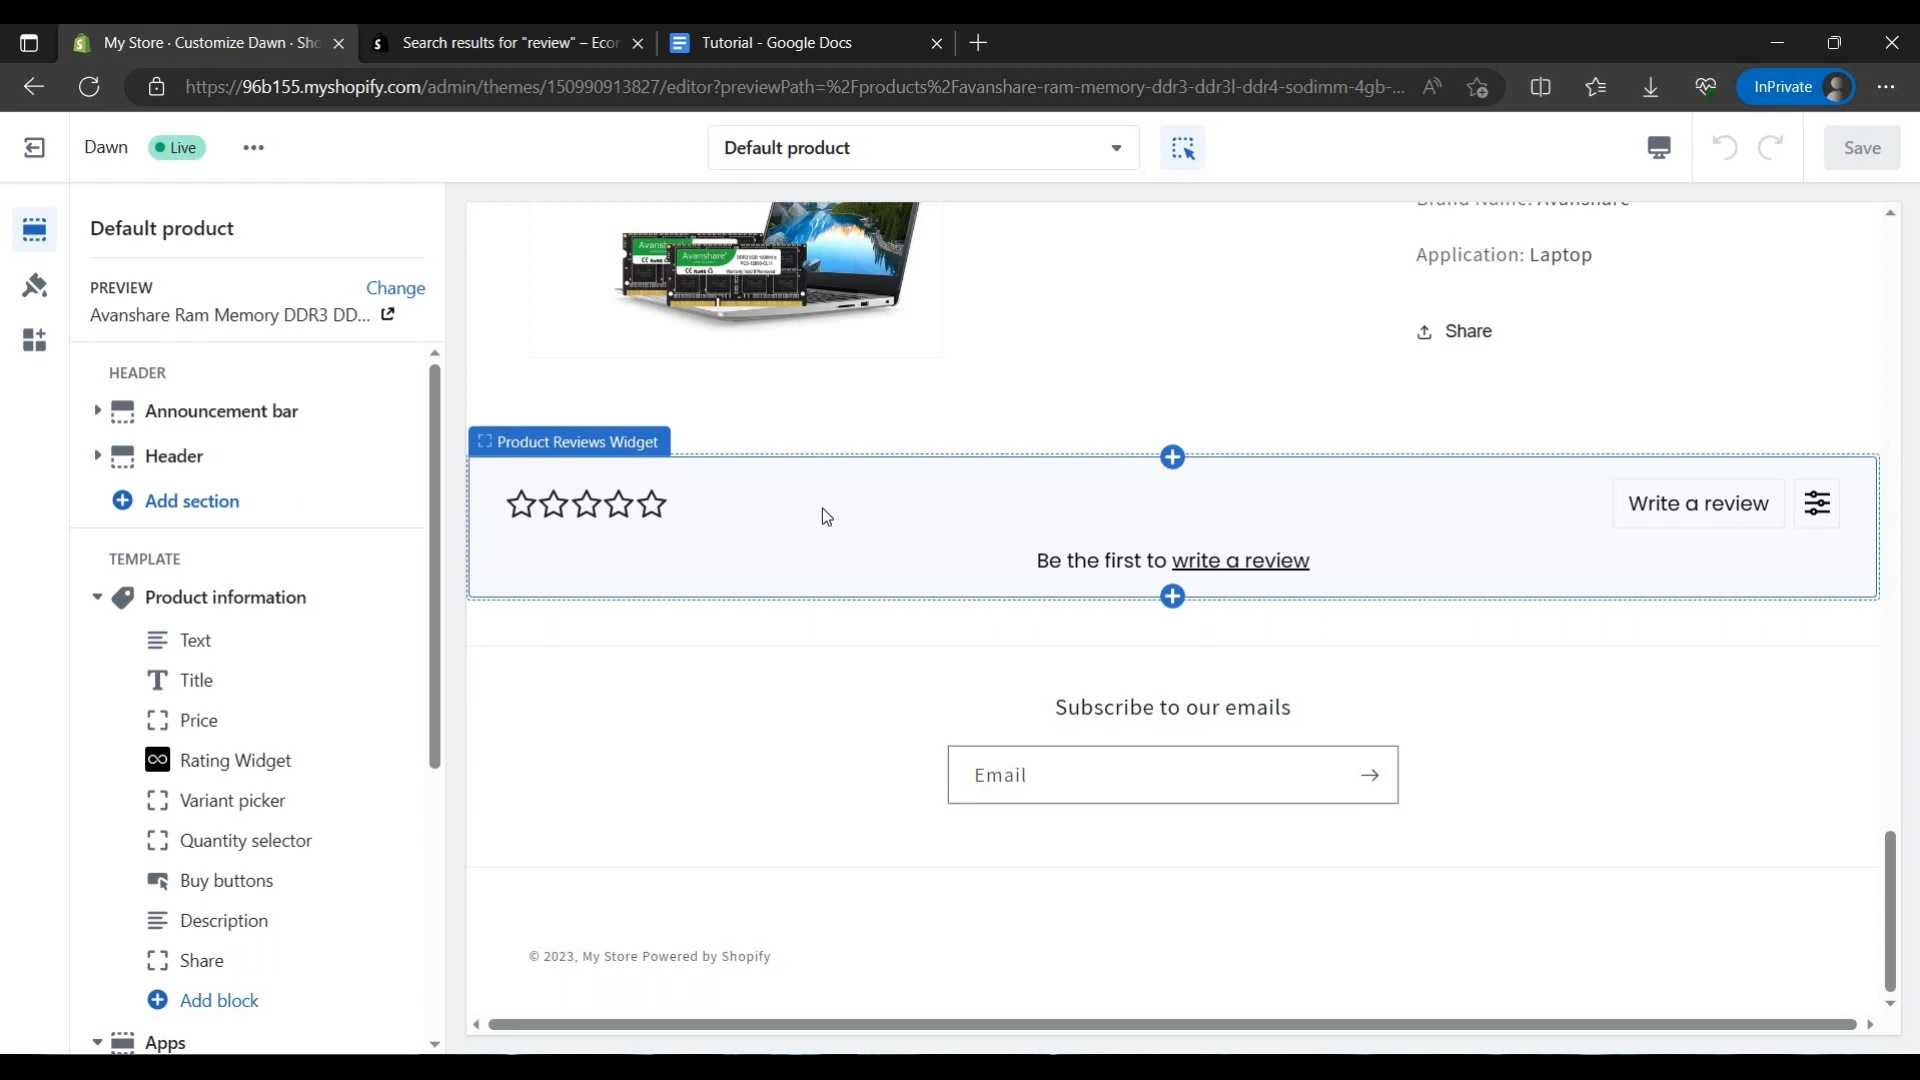 My Store · Customize Dawn · Sho
Search results for "review" – Econ
Tutorial - Google Docs
https://96b155.myshopify.com/admin/themes/150990913827/editor?previewPath=%2Fproducts%2Favanshare-ram-memory-ddr3-ddr3l-ddr4-sodimm-4gb-...
InPrivate
Dawn
Live
Default product
Save
Default product
PREVIEW
Change
Avanshare Ram Memory DDR3 DD...
HEADER
Announcement bar
Header
Add section
TEMPLATE
Product information
Text
Title
Price
Rating Widget
Variant picker
Quantity selector
Buy buttons
Description
Share
Add block
Apps
Brand Name: Avanshare
Application: Laptop
Avanshare
Share
Product Reviews Widget
Write a review
Be the first to write a review
Subscribe to our emails
Email
© 2023, My Store Powered by Shopify